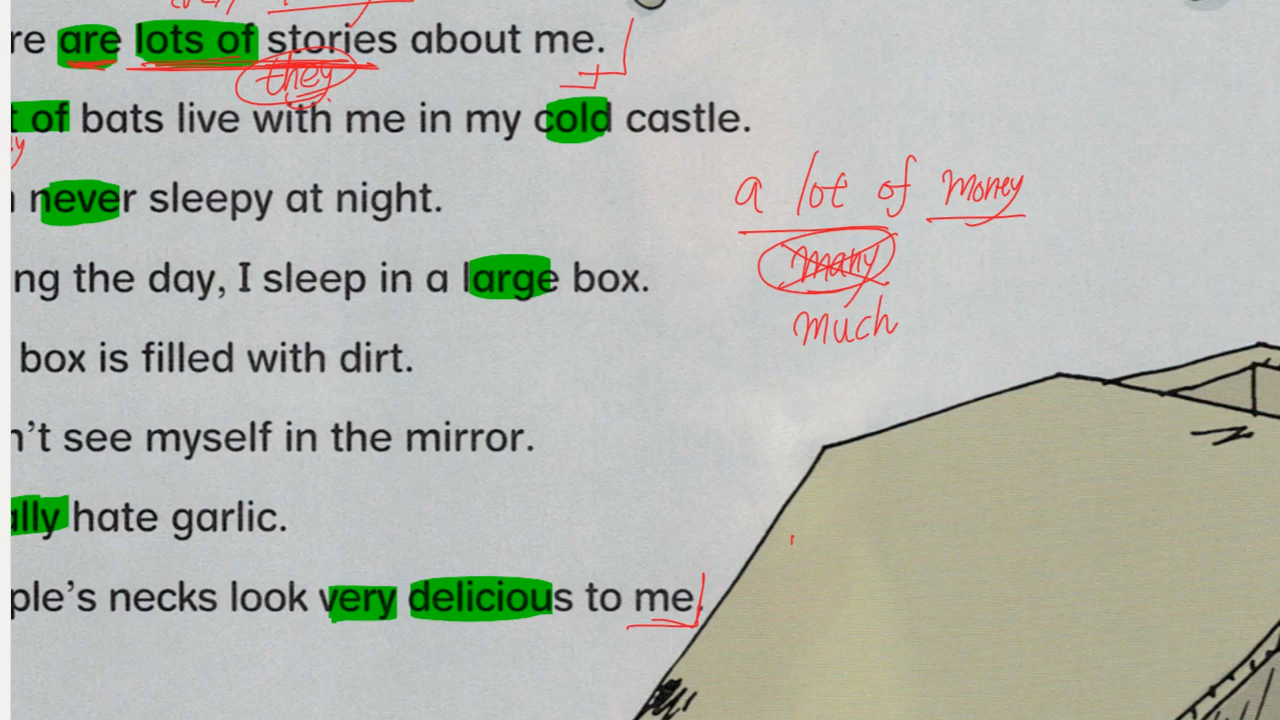 re are lots of stories about me.
they
t of bats live with me in my cold castle.
a lot of money
never sleepy at night.
many
ng the day, I sleep in a large box.
much
box is filled with dirt.
n't see myself in the mirror.
ally hate garlic.
ple's necks look very delicious to me.